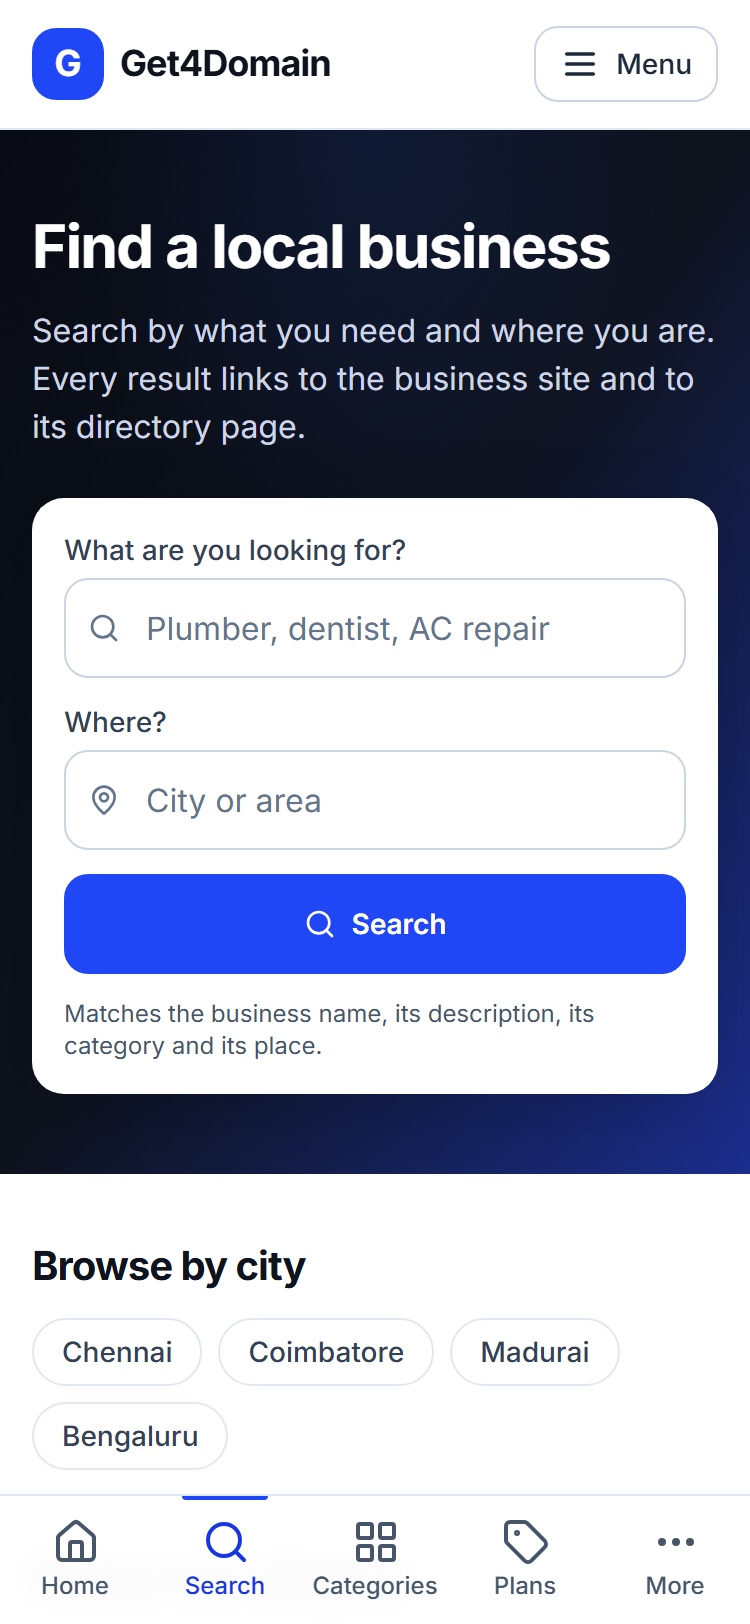 G Get4Domain
Menu
Find a local business
Search by what you need and where you are.
Every result links to the business site and to
its directory page.
What are you looking for?
Plumber, dentist, AC repair
Where?
City or area
Search
Matches the business name, its description, its
category and its place.
Browse by city
Chennai
Coimbatore
Madurai
Bengaluru
Home
Search
Categories
Plans
More